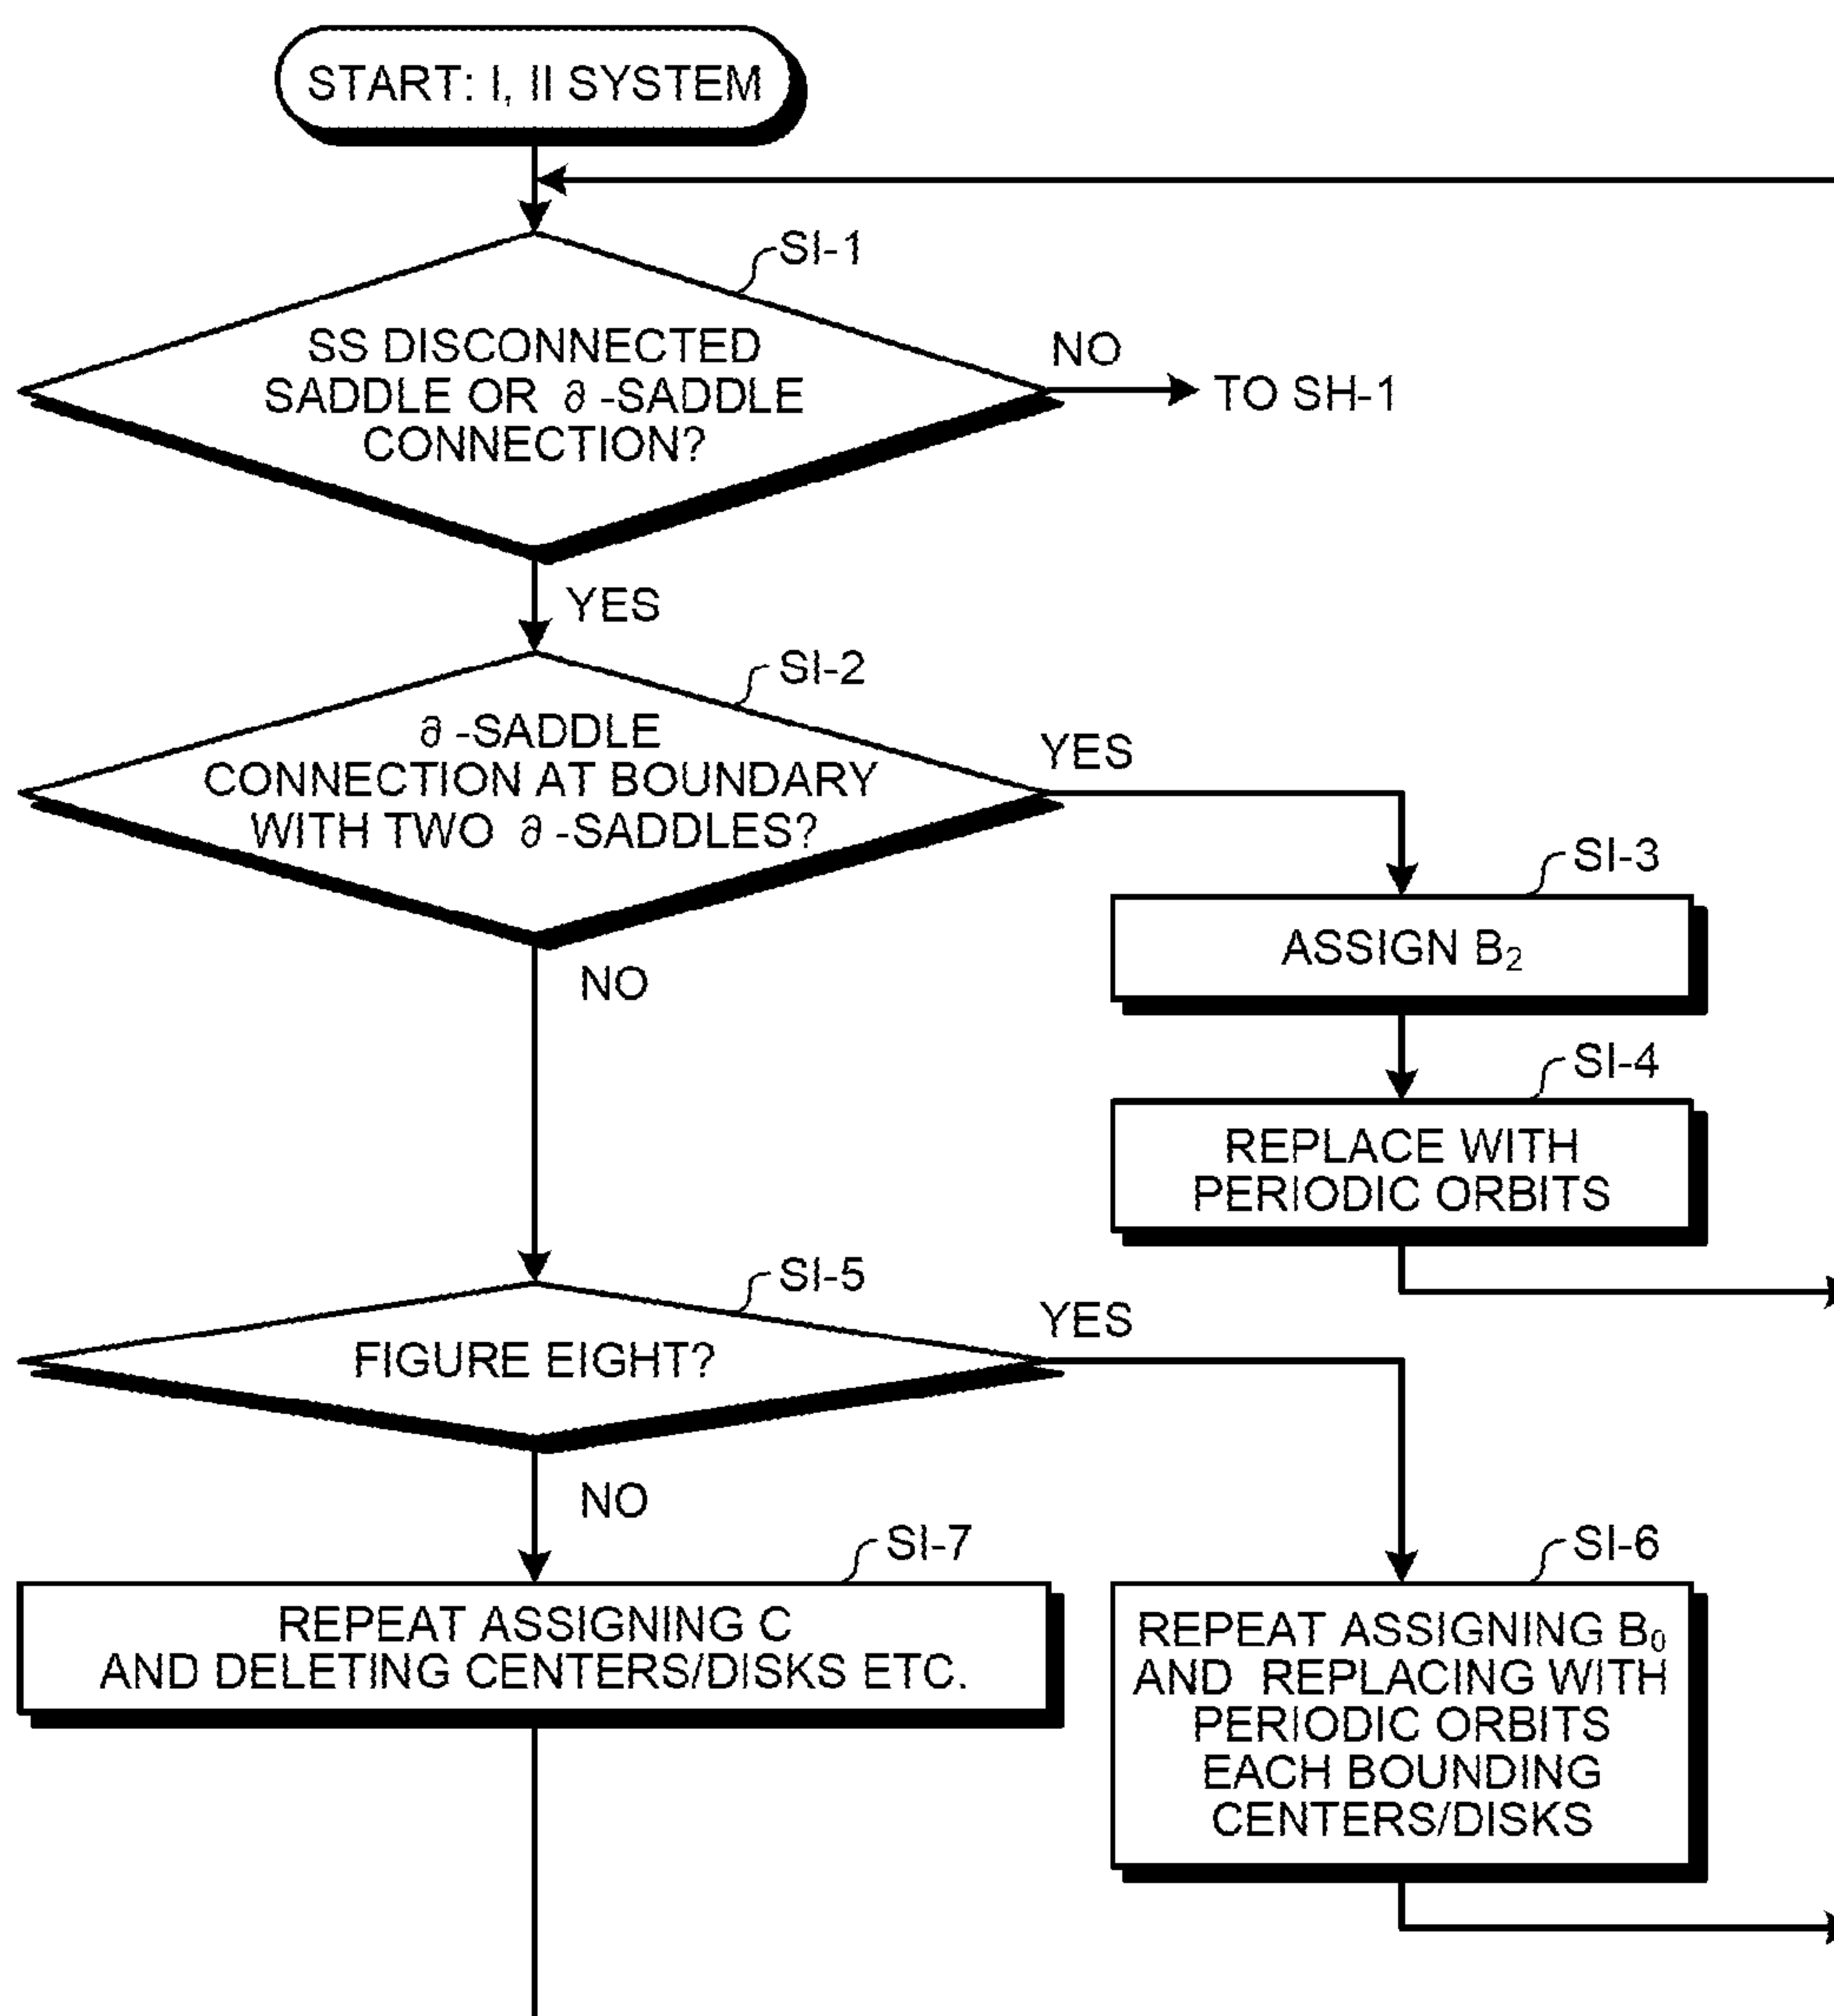 START: I, II SYSTEM
SI-1
SS DISCONNECTED
SADDLE OR ∂-SADDLE
CONNECTION?
NO
TO SH-1
YES
SI-2
∂-SADDLE
CONNECTION AT BOUNDARY
WITH TWO ∂-SADDLES?
YES
SI-3
ASSIGN B₂
NO
SI-4
REPLACE WITH
PERIODIC ORBITS
SI-5
FIGURE EIGHT?
YES
NO
SI-7
REPEAT ASSIGNING C
AND DELETING CENTERS/DISKS ETC.
SI-6
REPEAT ASSIGNING B₀
AND REPLACING WITH
PERIODIC ORBITS
EACH BOUNDING
CENTERS/DISKS